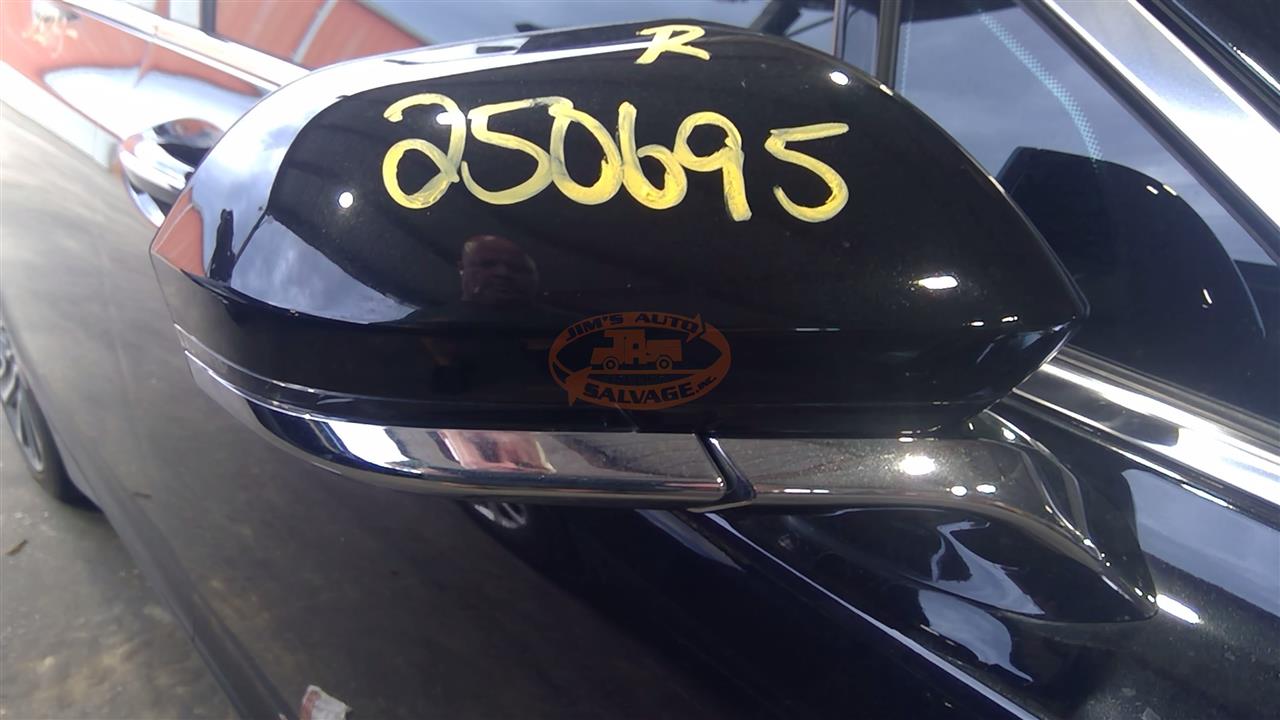 R
250695
JIM'S AUTO
SALVAGE, INC.